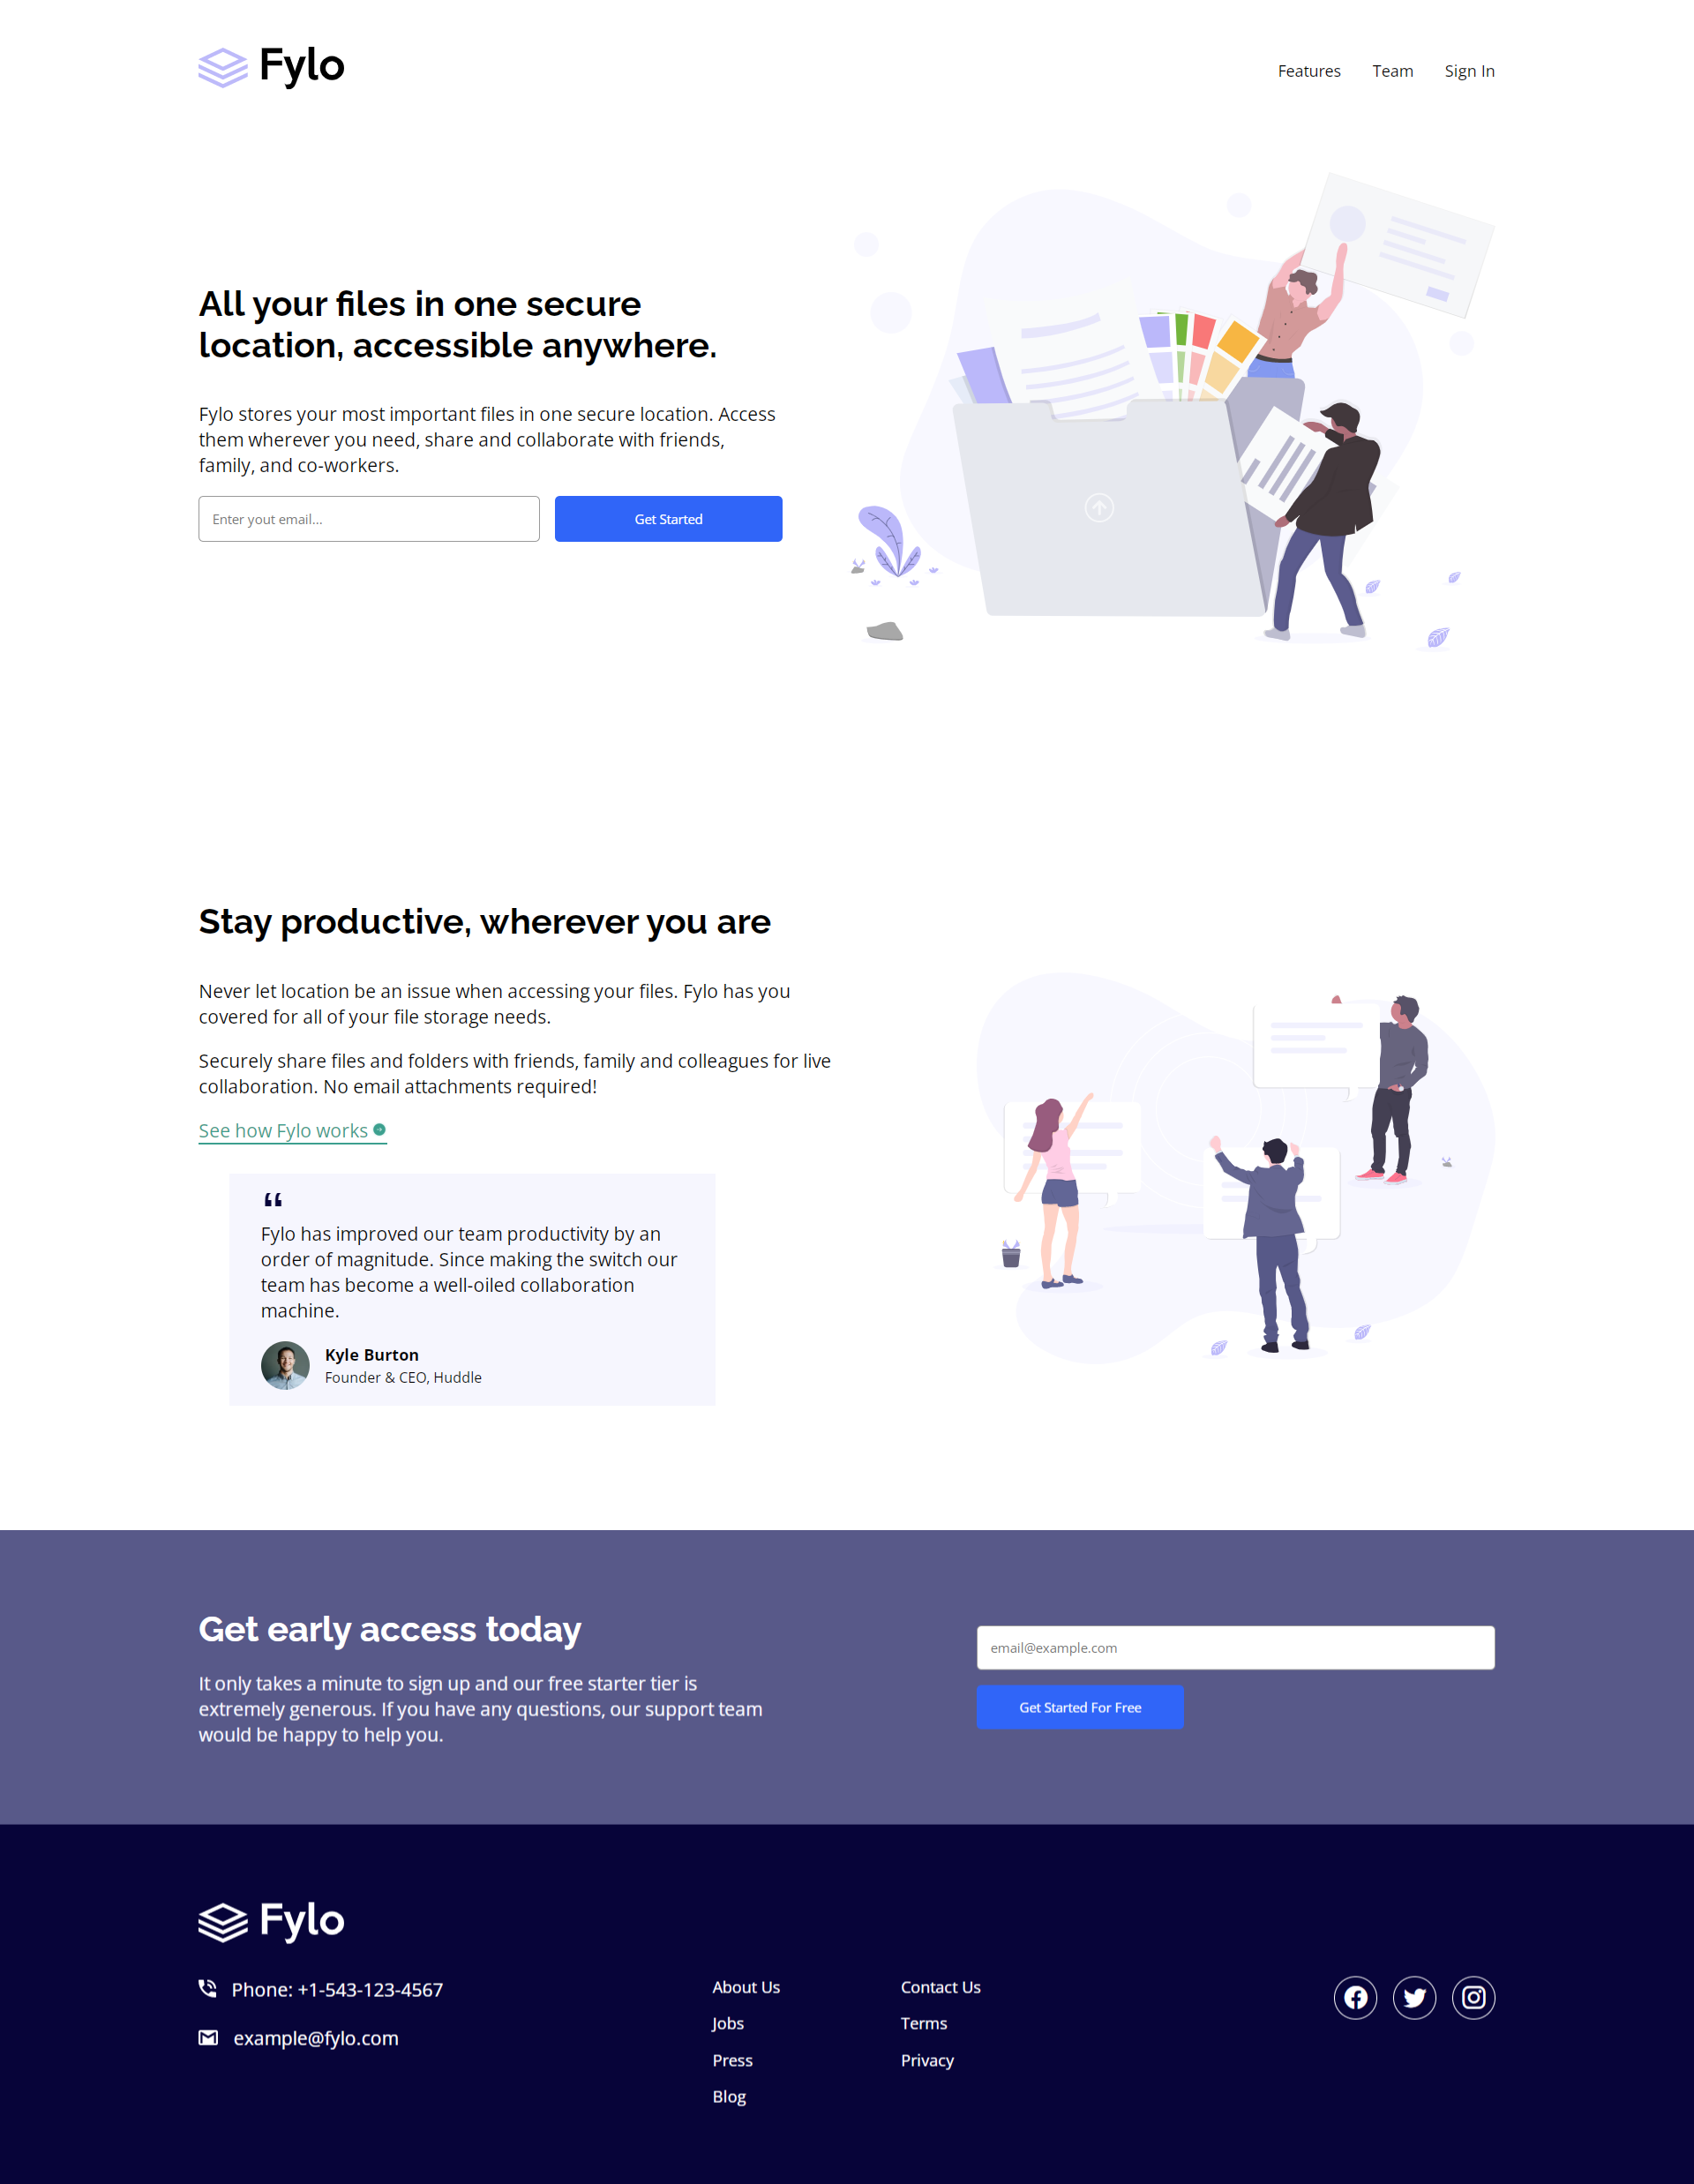 Fylo
Features Team Sign In
All your files in one secure
location, accessible anywhere.
Fylo stores your most important files in one secure location. Access
them wherever you need, share and collaborate with friends,
family, and co-workers.
Enter yout email...
Get Started
Stay productive, wherever you are
Never let location be an issue when accessing your files. Fylo has you
covered for all of your file storage needs.
Securely share files and folders with friends, family and colleagues for live
collaboration. No email attachments required!
See how Fylo works
“
Fylo has improved our team productivity by an
order of magnitude. Since making the switch our
team has become a well-oiled collaboration
machine.
Kyle Burton
Founder & CEO, Huddle
Get early access today
It only takes a minute to sign up and our free starter tier is
extremely generous. If you have any questions, our support team
would be happy to help you.
email@example.com
Get Started For Free
Fylo
Phone: +1-543-123-4567
example@fylo.com
About Us
Jobs
Press
Blog
Contact Us
Terms
Privacy